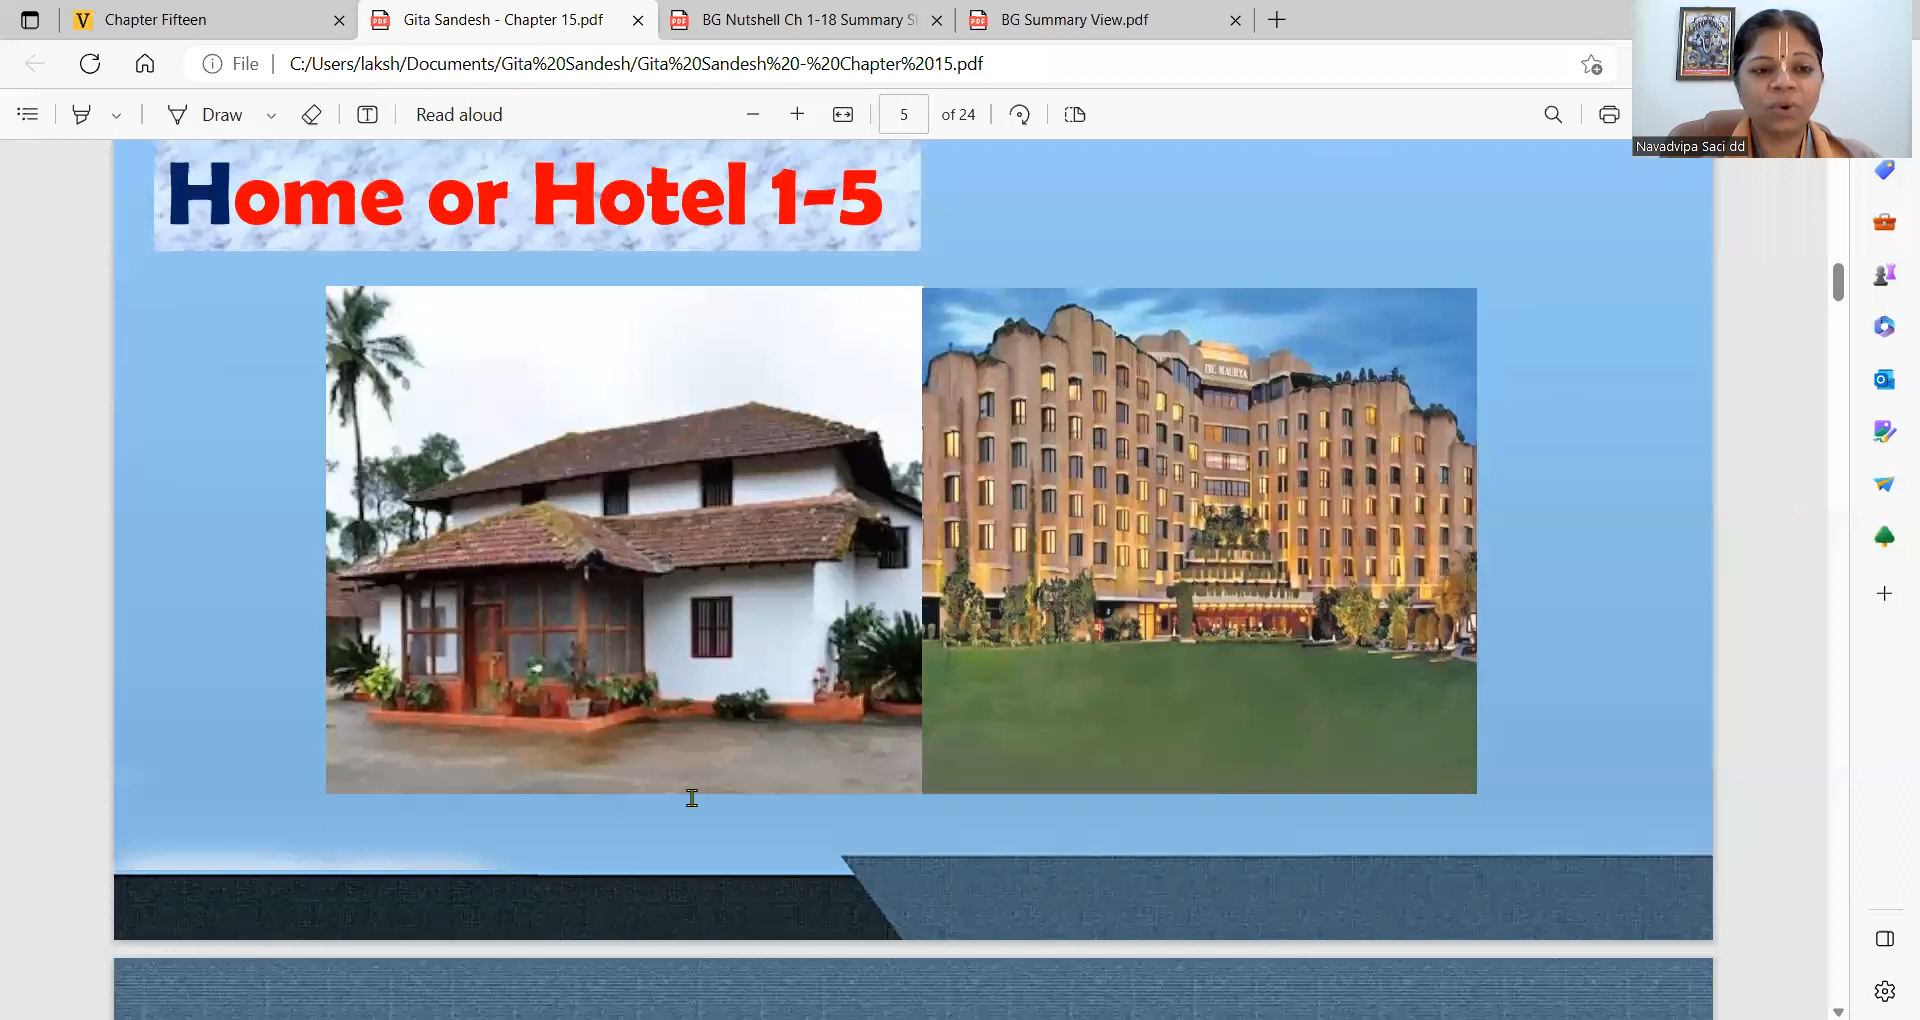 Chapter Fifteen
Gita Sandesh - Chapter 15.pdf
BG Nutshell Ch 1-18 Summary S
BG Summary View.pdf
File
C:/Users/laksh/Documents/Gita%20Sandesh/Gita%20Sandesh%20-%20Chapter%2015.pdf
Draw
Read aloud
5 of 24
Navadvipa Saci dd
Home or Hotel 1-5
ITC MAURYA